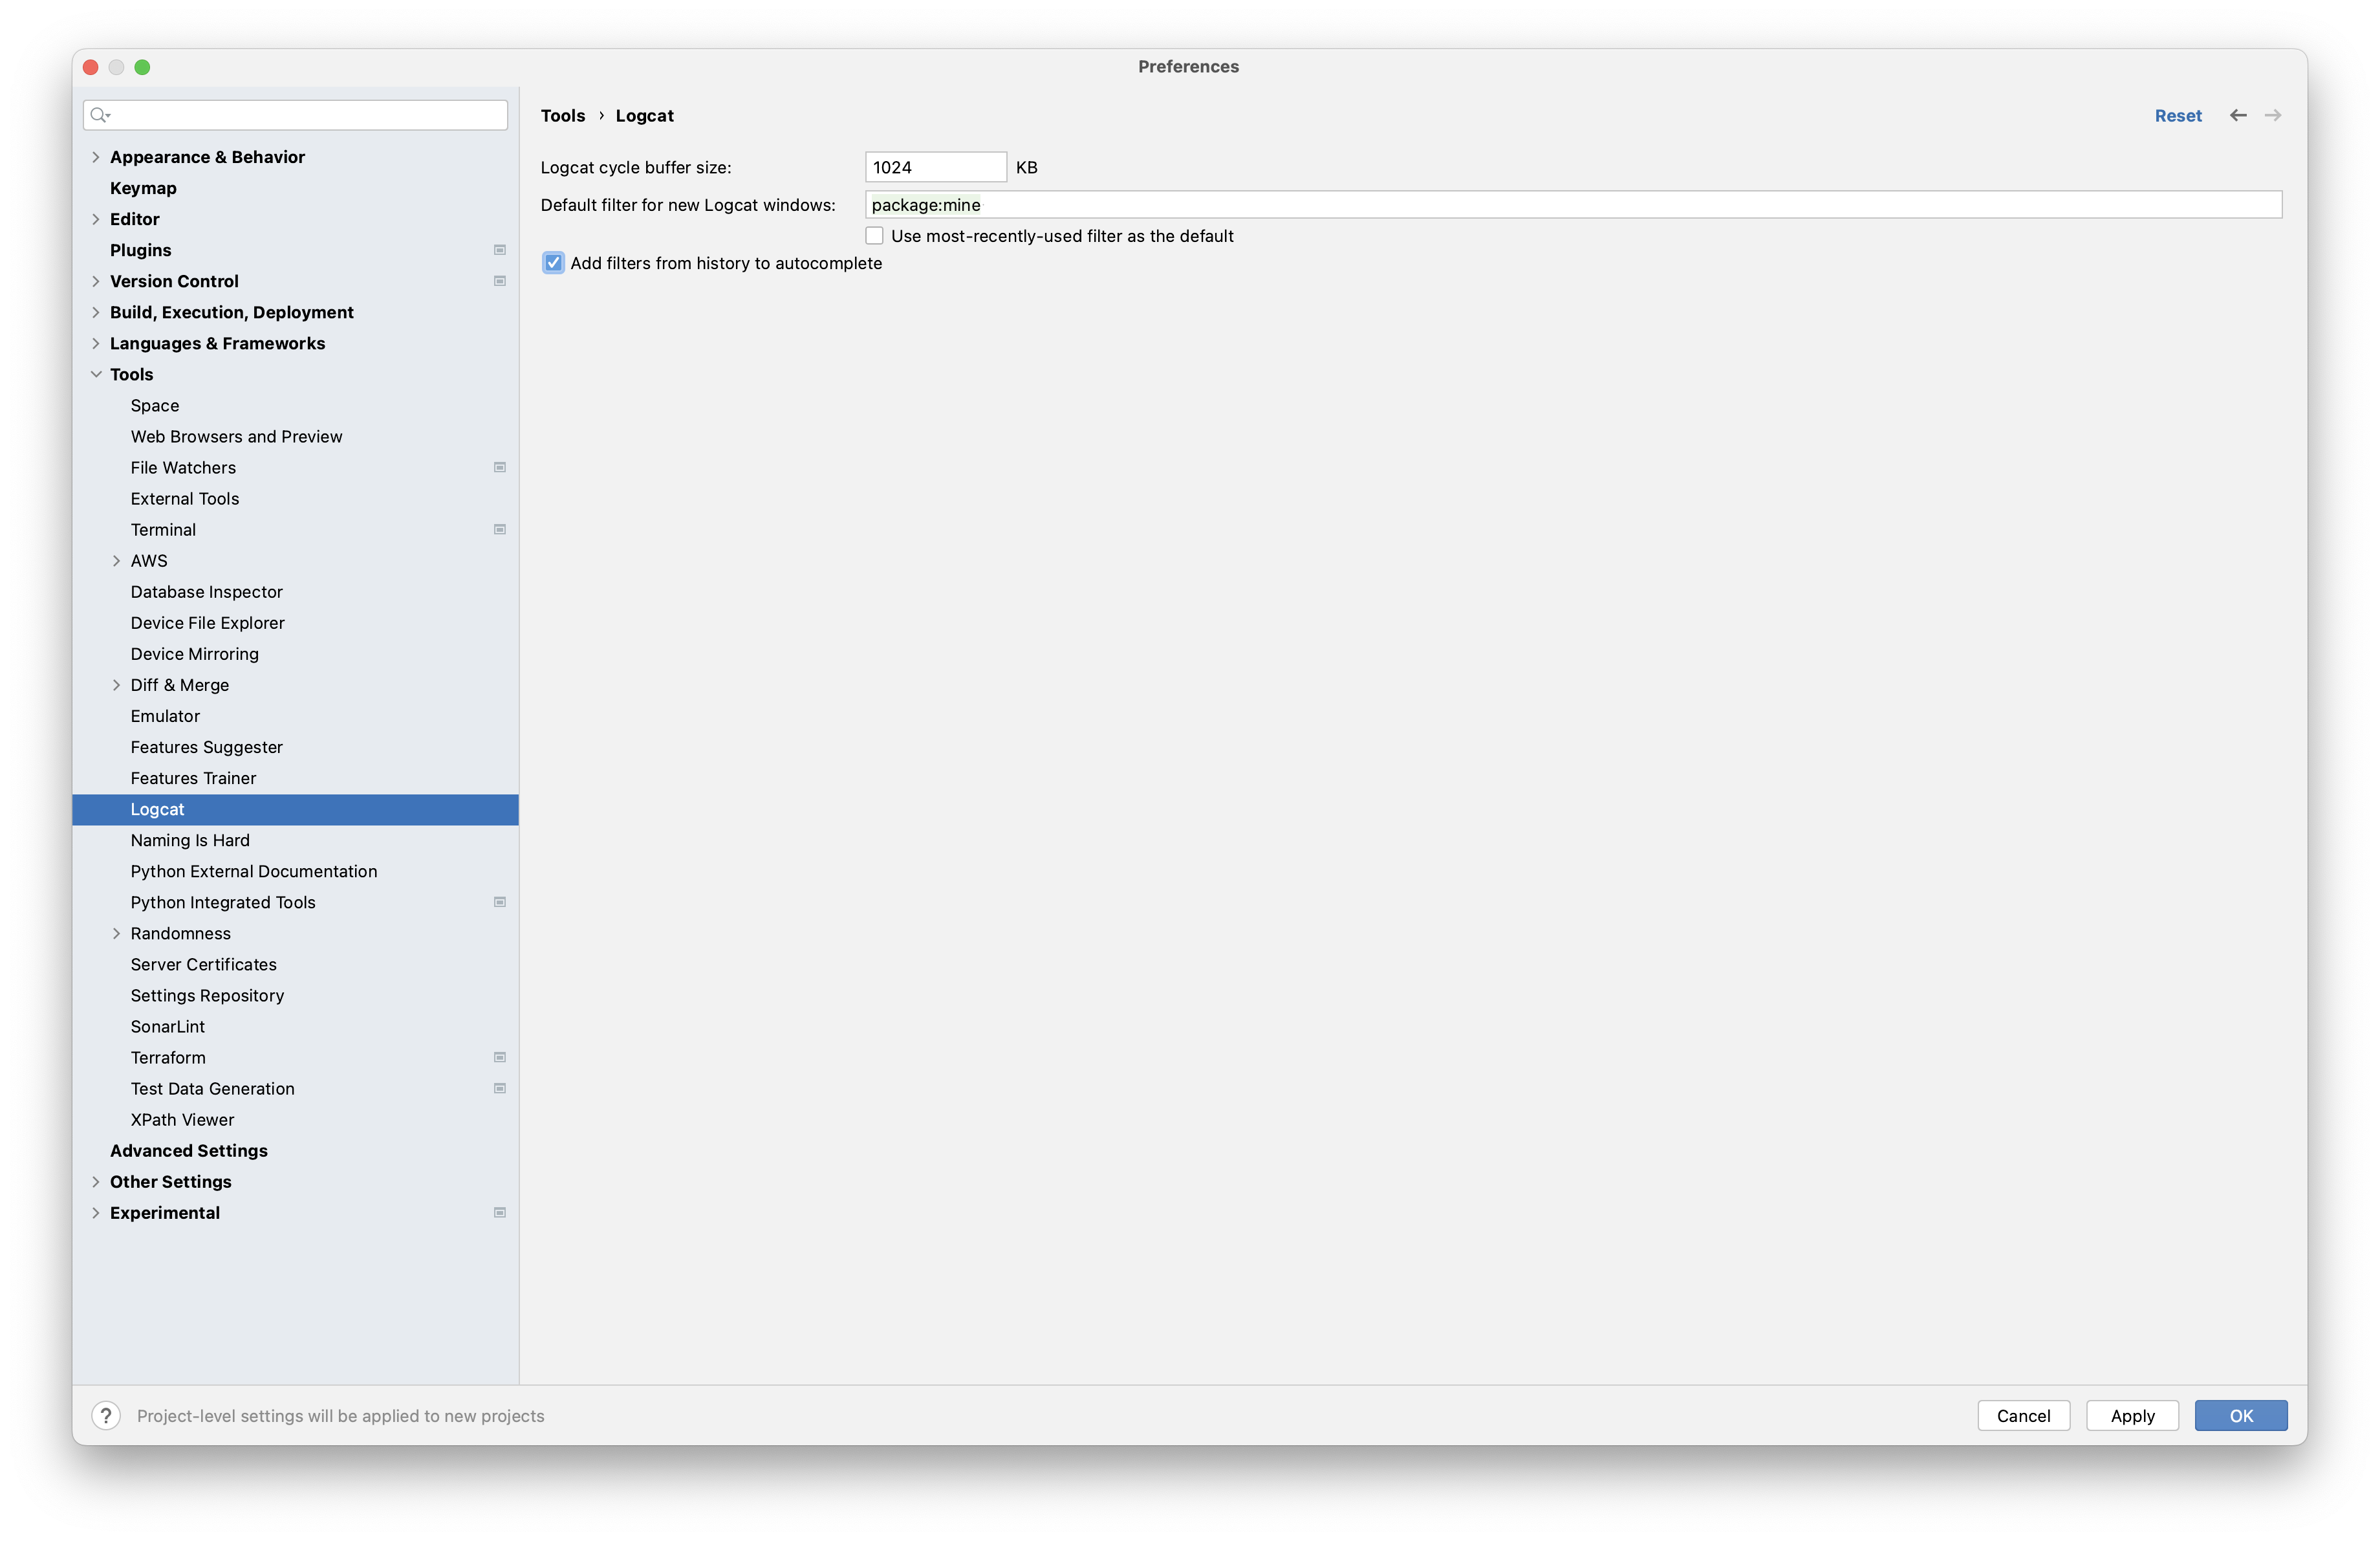 Preferences
Appearance & Behavior
Keymap
Editor
Plugins
Version Control
Build, Execution, Deployment
Languages & Frameworks
Tools
Space
Web Browsers and Preview
File Watchers
External Tools
Terminal
AWS
Database Inspector
Device File Explorer
Device Mirroring
Diff & Merge
Emulator
Features Suggester
Features Trainer
Logcat
Naming Is Hard
Python External Documentation
Python Integrated Tools
Randomness
Server Certificates
Settings Repository
SonarLint
Terraform
Test Data Generation
XPath Viewer
Advanced Settings
Other Settings
Experimental
Tools › Logcat Reset
Logcat cycle buffer size: 1024 KB
Default filter for new Logcat windows: package:mine
Use most-recently-used filter as the default
Add filters from history to autocomplete
? Project-level settings will be applied to new projects
Cancel Apply OK